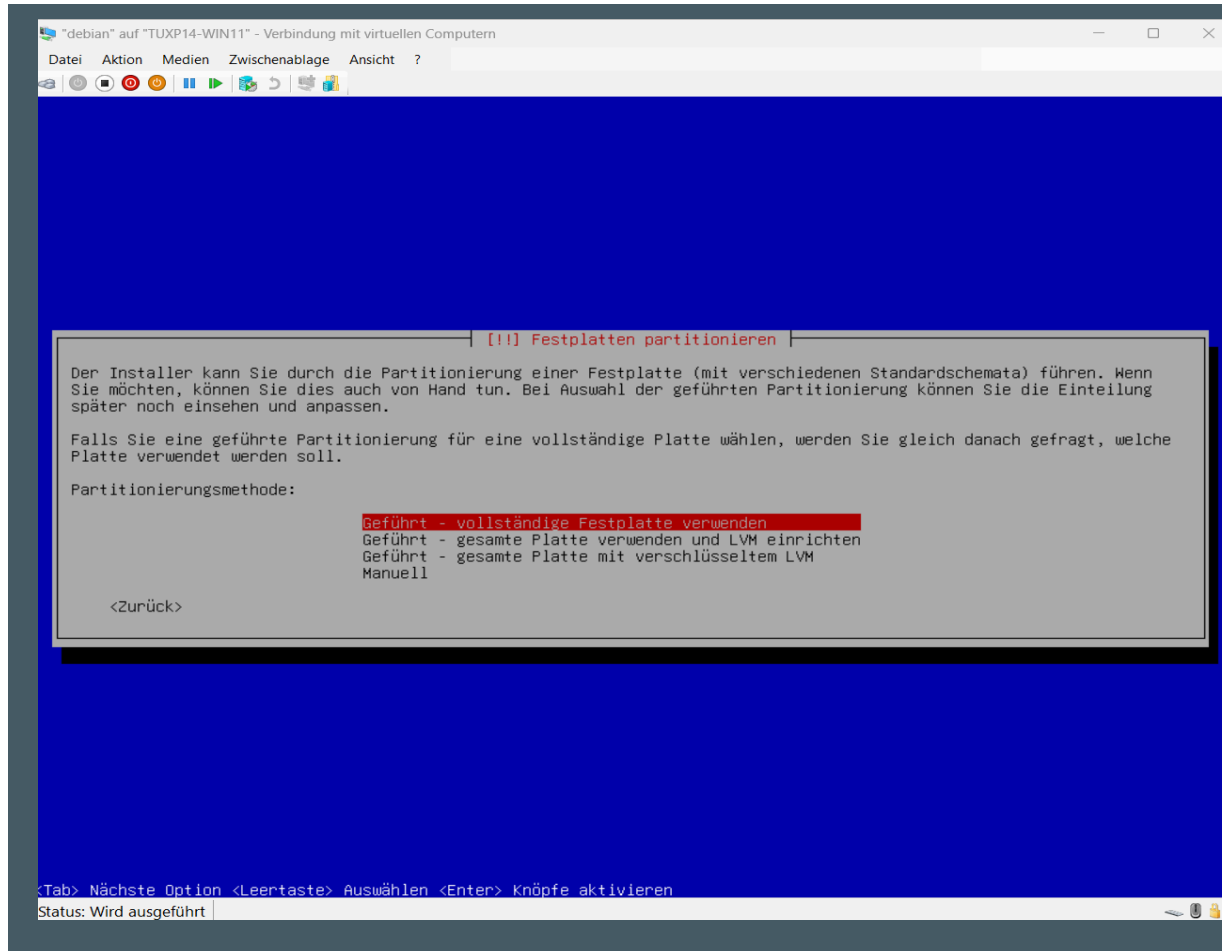 "debian" auf "TUXP14-WIN11" - Verbindung mit virtuellen Computern
Datei Aktion Medien Zwischenablage Ansicht ?
[!!] Festplatten partitionieren
Der Installer kann Sie durch die Partitionierung einer Festplatte (mit verschiedenen Standardschemata) führen. Wenn
Sie möchten, können Sie dies auch von Hand tun. Bei Auswahl der geführten Partitionierung können Sie die Einteilung
später noch einsehen und anpassen.
Falls Sie eine geführte Partitionierung für eine vollständige Platte wählen, werden Sie gleich danach gefragt, welche
Platte verwendet werden soll.
Partitionierungsmethode:
Geführt - vollständige Festplatte verwenden
Geführt - gesamte Platte verwenden und LVM einrichten
Geführt - gesamte Platte mit verschlüsseltem LVM
Manuell
<Zurück>
<Tab> Nächste Option <Leertaste> Auswählen <Enter> Knöpfe aktivieren
Status: Wird ausgeführt